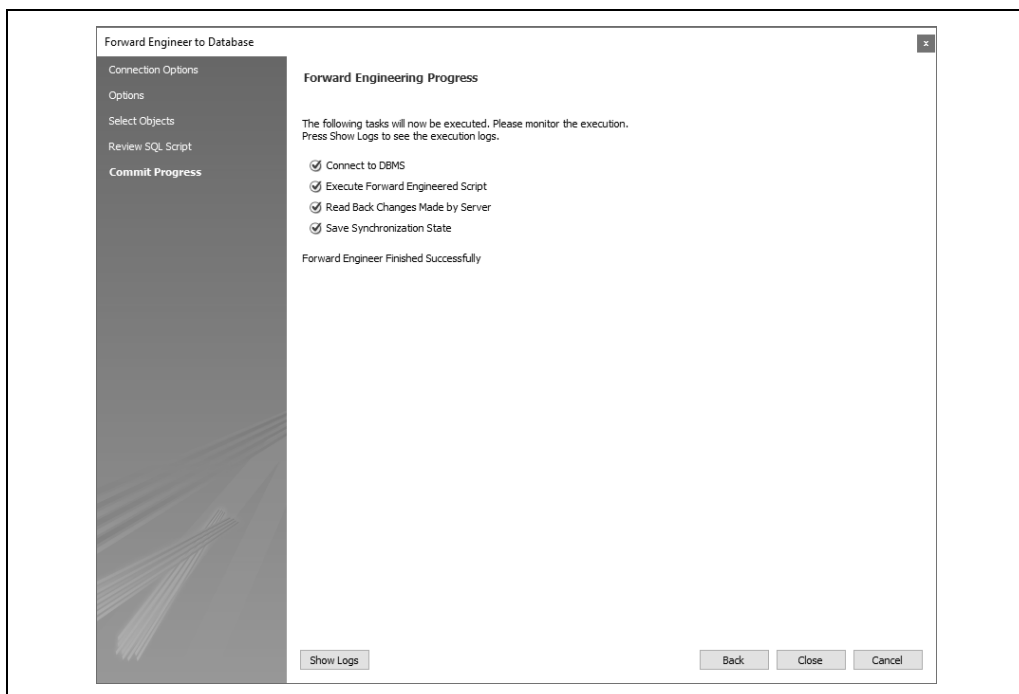 Forward Engineer to Database
x
Connection Options
Options
Select Objects
Review SQL Script
Commit Progress
Forward Engineering Progress
The following tasks will now be executed. Please monitor the execution.
Press Show Logs to see the execution logs.
Connect to DBMS
Execute Forward Engineered Script
Read Back Changes Made by Server
Save Synchronization State
Forward Engineer Finished Successfully
Show Logs
Back
Close
Cancel